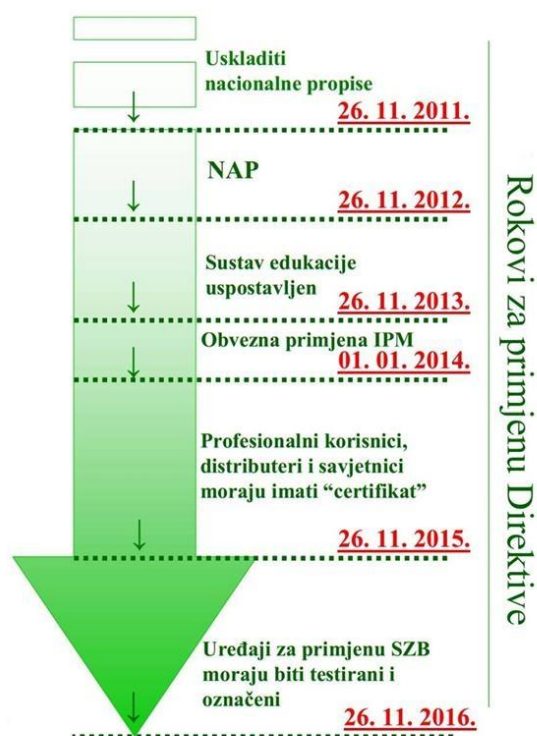 Uskladiti
nacionalne propise
26. 11. 2011.
NAP
26. 11. 2012.
Sustav edukacije
uspostavljen
26. 11. 2013.
Obvezna primjena IPM
01. 01. 2014.
Profesionalni korisnici,
distributeri i savjetnici
moraju imati “certifikat”
26. 11. 2015.
Uređaji za primjenu SZB
moraju biti testirani i
označeni
26. 11. 2016.
Rokovi za primjenu Direktive